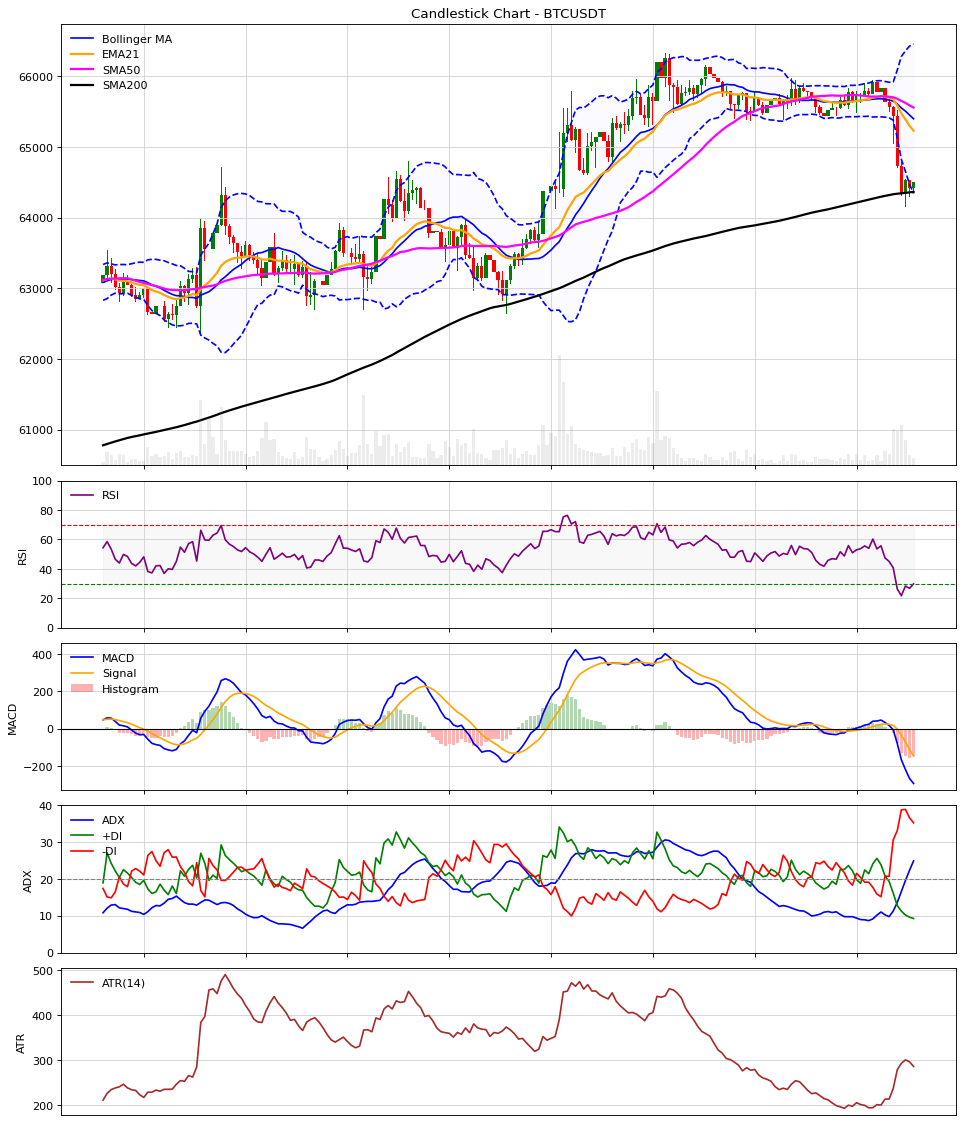 Candlestick Chart - BTCUSDT
Bollinger MA
EMA21
SMA50
SMA200
66000
65000
64000
63000
62000
61000
RSI
RSI
100
80
60
40
20
0
MACD
Signal
Histogram
MACD
400
200
0
−200
ADX
+DI
-DI
ADX
40
30
20
10
0
ATR(14)
ATR
500
400
300
200